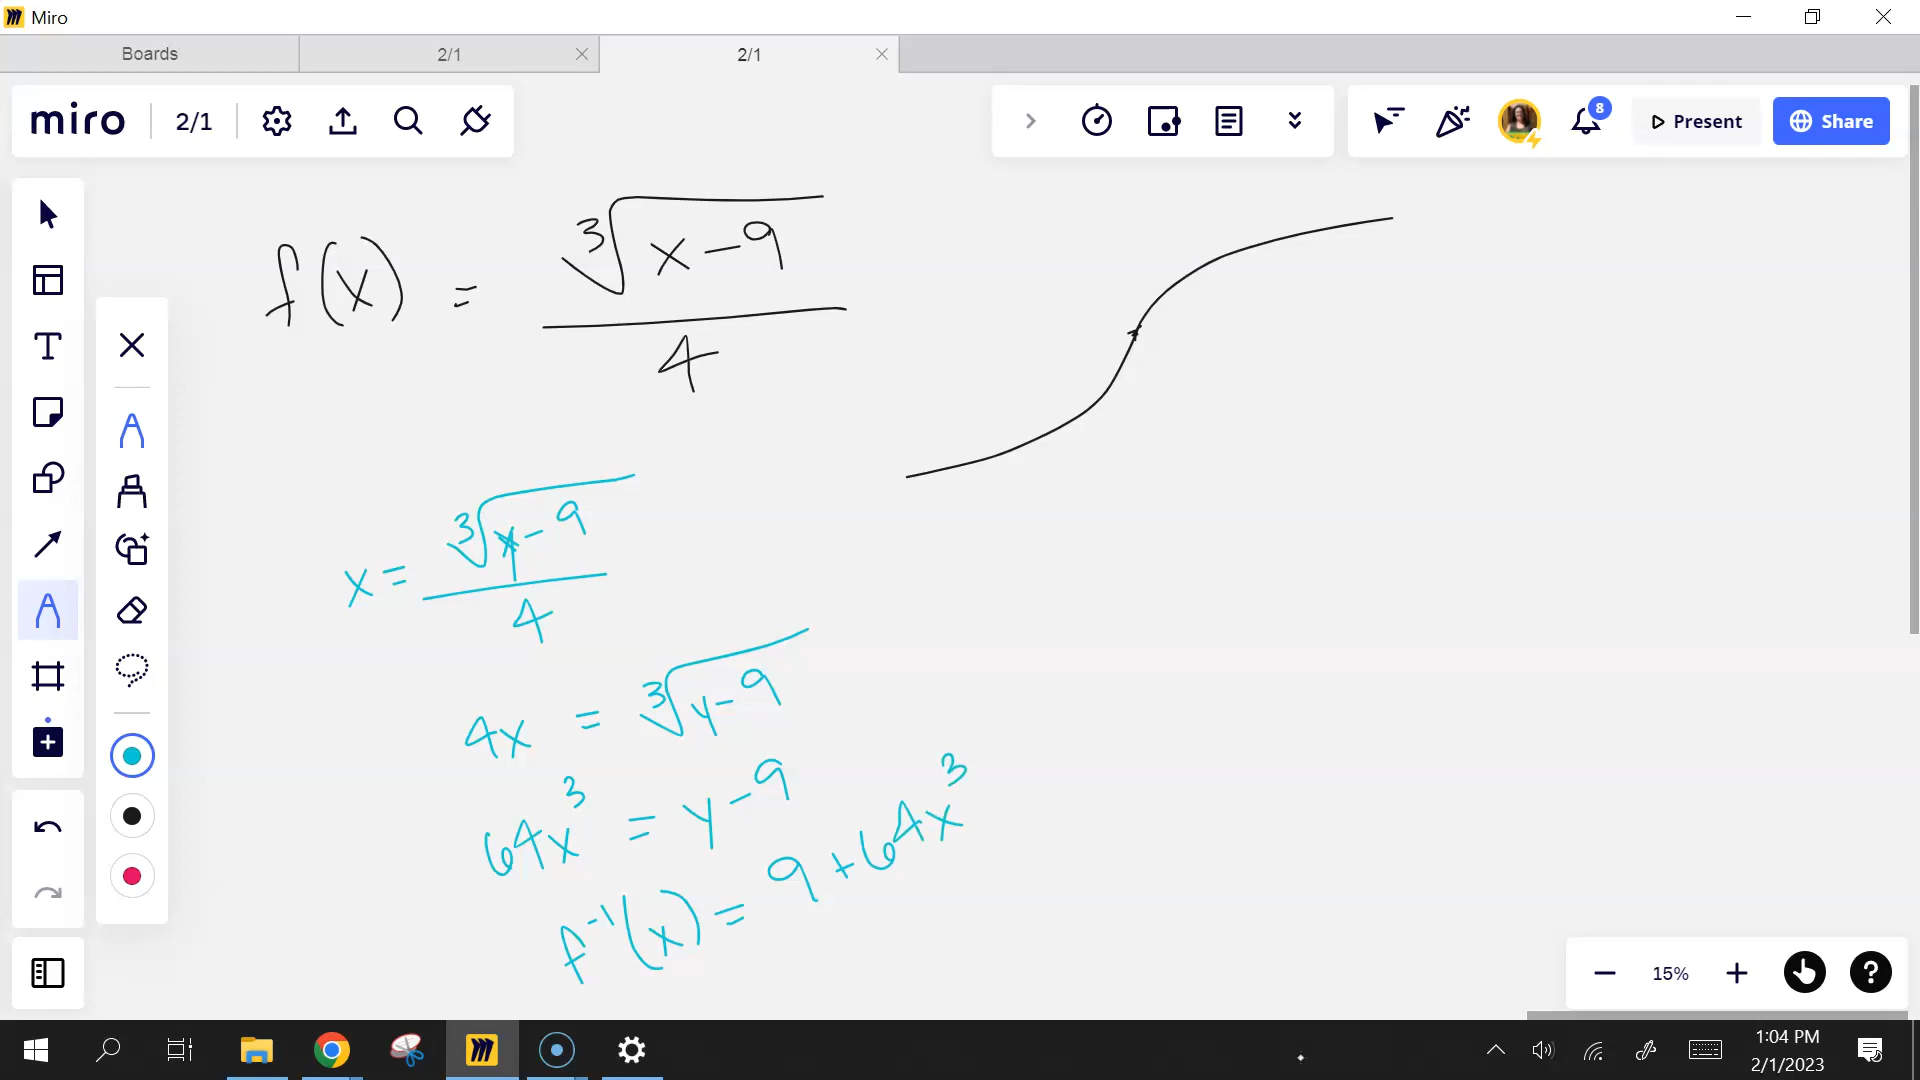 Miro
Boards 2/1 2/1
miro 2/1 8 Present Share
f(x) = ∛(x-9) / 4
x = ∛(y-9) / 4
4x = ∛(y-9)
64x³ = y-9
f⁻¹(x) = 9+64x³
15%
1:04 PM
2/1/2023